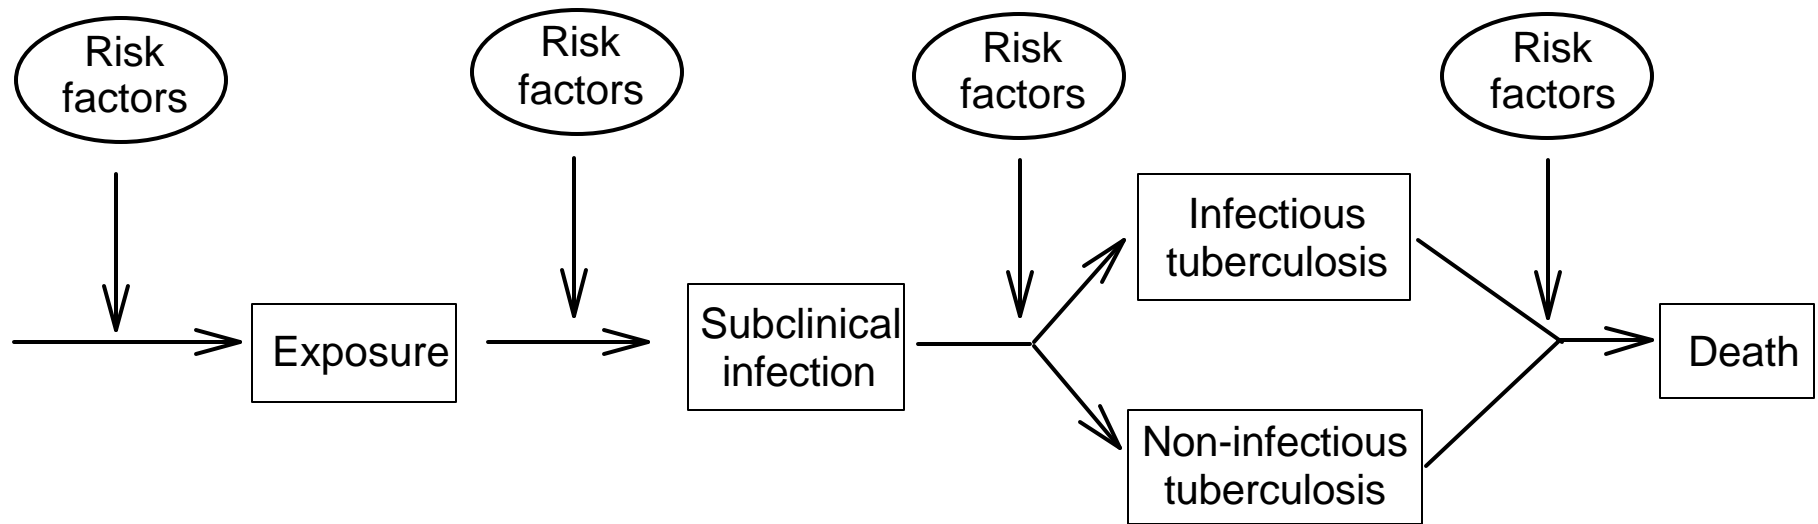 Risk
factors
Risk
factors
Risk
factors
Risk
factors
Exposure
Subclinical
infection
Infectious
tuberculosis
Non-infectious
tuberculosis
Death